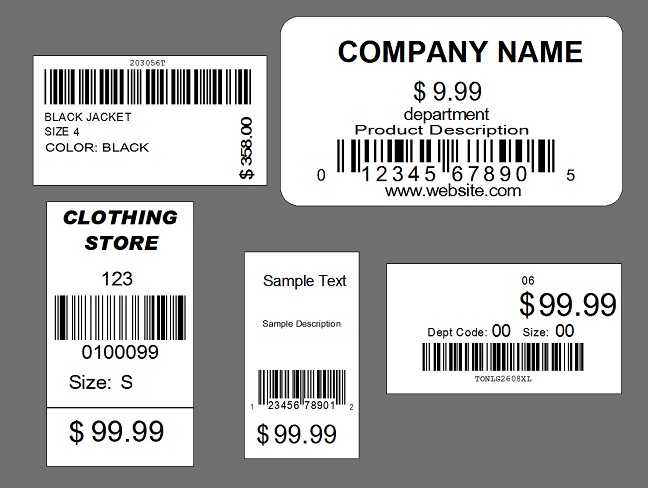 203056T
BLACK JACKET
SIZE 4
COLOR: BLACK
$ 358.00
COMPANY NAME
$ 9.99
department
Product Description
0 12345 67890 5
www.website.com
CLOTHING
STORE
123
0100099
Size: S
$ 99.99
Sample Text
Sample Description
1 23456 78901 2
$ 99.99
06
$ 99.99
Dept Code: 00 Size: 00
TONLG2608XL